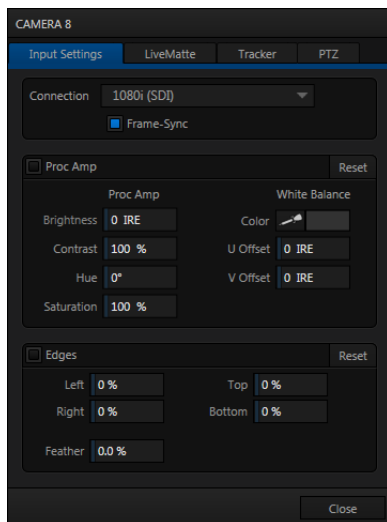 CAMERA 8
Input Settings LiveMatte Tracker PTZ
Connection 1080i (SDI)
Frame-Sync
Proc Amp Reset
Proc Amp White Balance
Brightness 0 IRE Color
Contrast 100 % U Offset 0 IRE
Hue 0° V Offset 0 IRE
Saturation 100 %
Edges Reset
Left 0 % Top 0 %
Right 0 % Bottom 0 %
Feather 0.0 %
Close